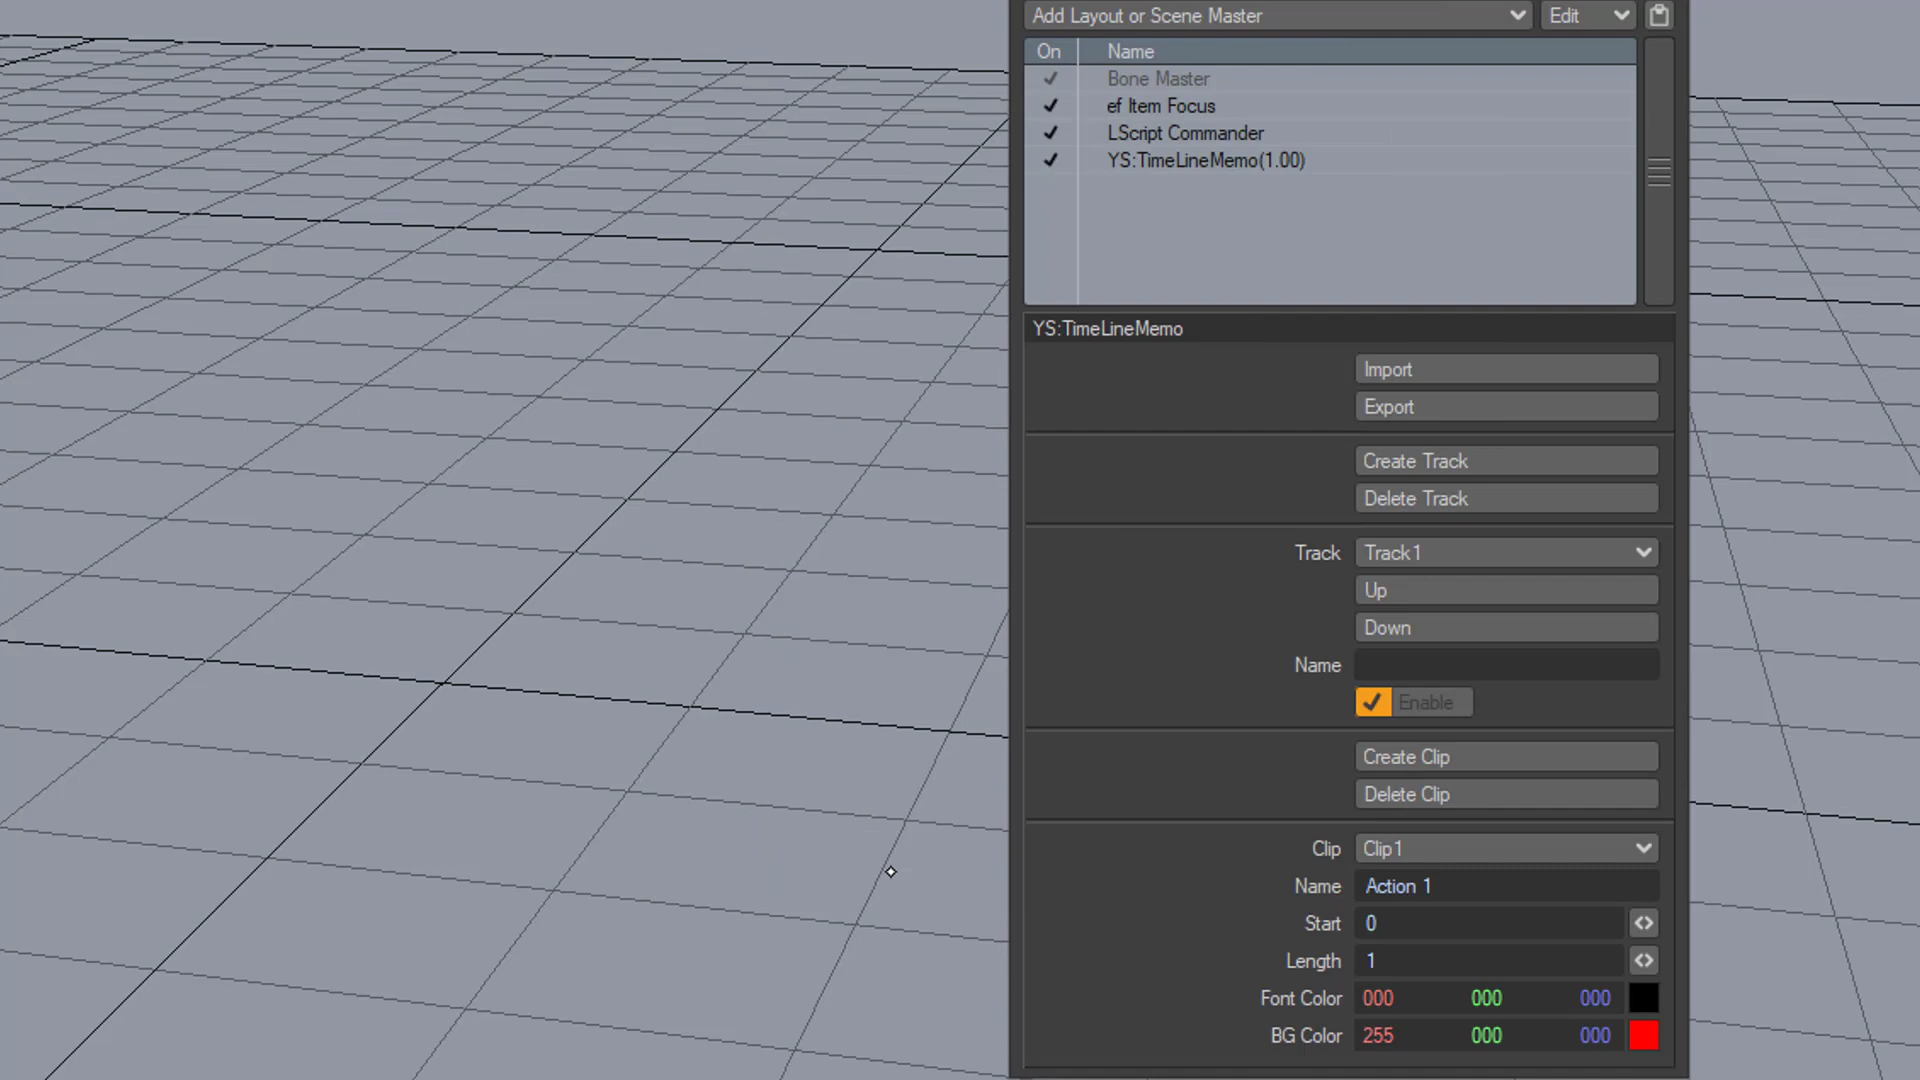 Add Layout or Scene Master Edit
On Name
Bone Master
ef Item Focus
LScript Commander
YS:TimeLineMemo(1.00)
YS:TimeLineMemo
Import
Export
Create Track
Delete Track
Track Track1
Up
Down
Name
Enable
Create Clip
Delete Clip
Clip Clip1
Name Action 1
Start 0
Length 1
Font Color 000 000 000
BG Color 255 000 000